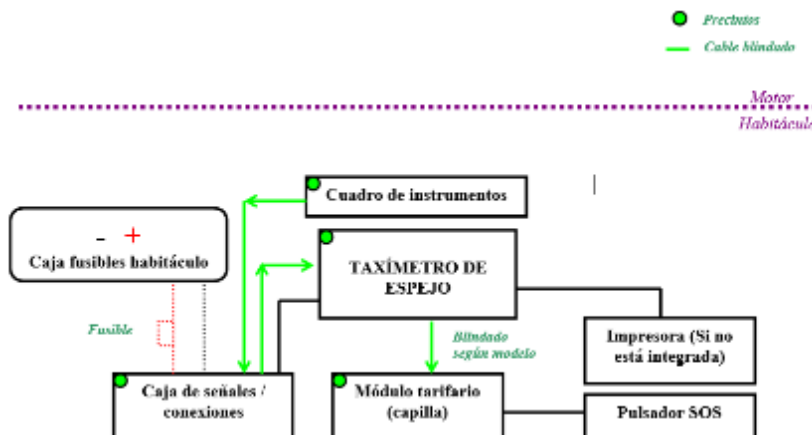 Precintos
Cable blindado
Motor
Habitáculo
Cuadro de instrumentos
- +
Caja fusibles habitáculo
TAXÍMETRO DE
ESPEJO
Fusible
Blindado
según modelo
Impresora (Si no
está integrada)
Caja de señales /
conexiones
Módulo tarifario
(capilla)
Pulsador SOS